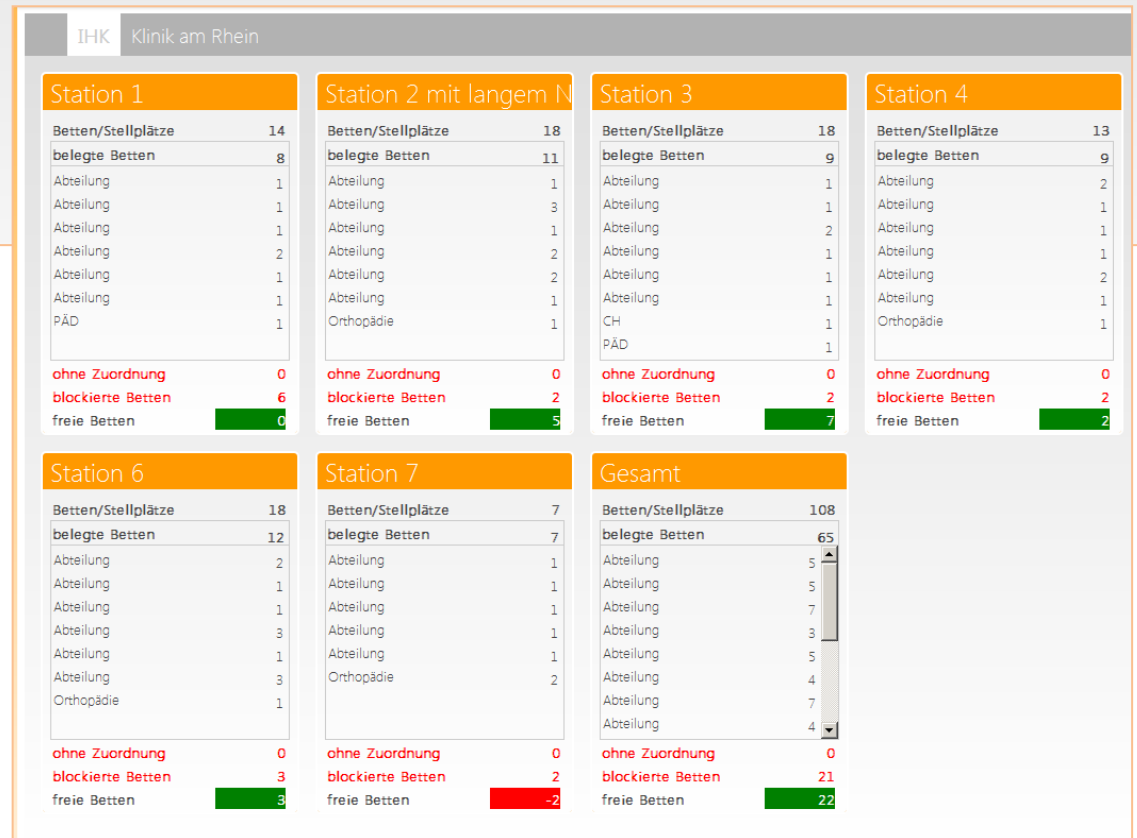 IHK Klinik am Rhein
Station 1
Betten/Stellplätze 14
belegte Betten 8
Abteilung 1
Abteilung 1
Abteilung 1
Abteilung 2
Abteilung 1
Abteilung 1
PÄD 1
ohne Zuordnung 0
blockierte Betten 6
freie Betten 0
Station 2 mit langem N
Betten/Stellplätze 18
belegte Betten 11
Abteilung 1
Abteilung 3
Abteilung 1
Abteilung 2
Abteilung 2
Abteilung 1
Orthopädie 1
ohne Zuordnung 0
blockierte Betten 2
freie Betten 5
Station 3
Betten/Stellplätze 18
belegte Betten 9
Abteilung 1
Abteilung 1
Abteilung 2
Abteilung 1
Abteilung 1
Abteilung 1
CH 1
PÄD 1
ohne Zuordnung 0
blockierte Betten 2
freie Betten 7
Station 4
Betten/Stellplätze 13
belegte Betten 9
Abteilung 2
Abteilung 1
Abteilung 1
Abteilung 1
Abteilung 2
Abteilung 1
Orthopädie 1
ohne Zuordnung 0
blockierte Betten 2
freie Betten 2
Station 6
Betten/Stellplätze 18
belegte Betten 12
Abteilung 2
Abteilung 1
Abteilung 1
Abteilung 3
Abteilung 1
Abteilung 3
Orthopädie 1
ohne Zuordnung 0
blockierte Betten 3
freie Betten 3
Station 7
Betten/Stellplätze 7
belegte Betten 7
Abteilung 1
Abteilung 1
Abteilung 1
Abteilung 1
Abteilung 1
Orthopädie 2
ohne Zuordnung 0
blockierte Betten 2
freie Betten -2
Gesamt
Betten/Stellplätze 108
belegte Betten 65
Abteilung 5
Abteilung 5
Abteilung 7
Abteilung 3
Abteilung 5
Abteilung 4
Abteilung 7
Abteilung 4
ohne Zuordnung 0
blockierte Betten 21
freie Betten 22